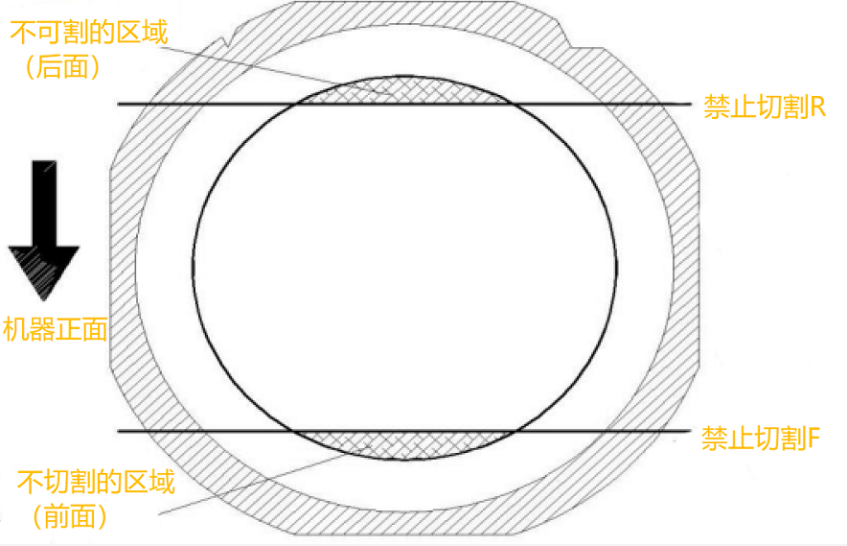 不可割的区域
（后面）
禁止切割R
机器正面
禁止切割F
不切割的区域
（前面）